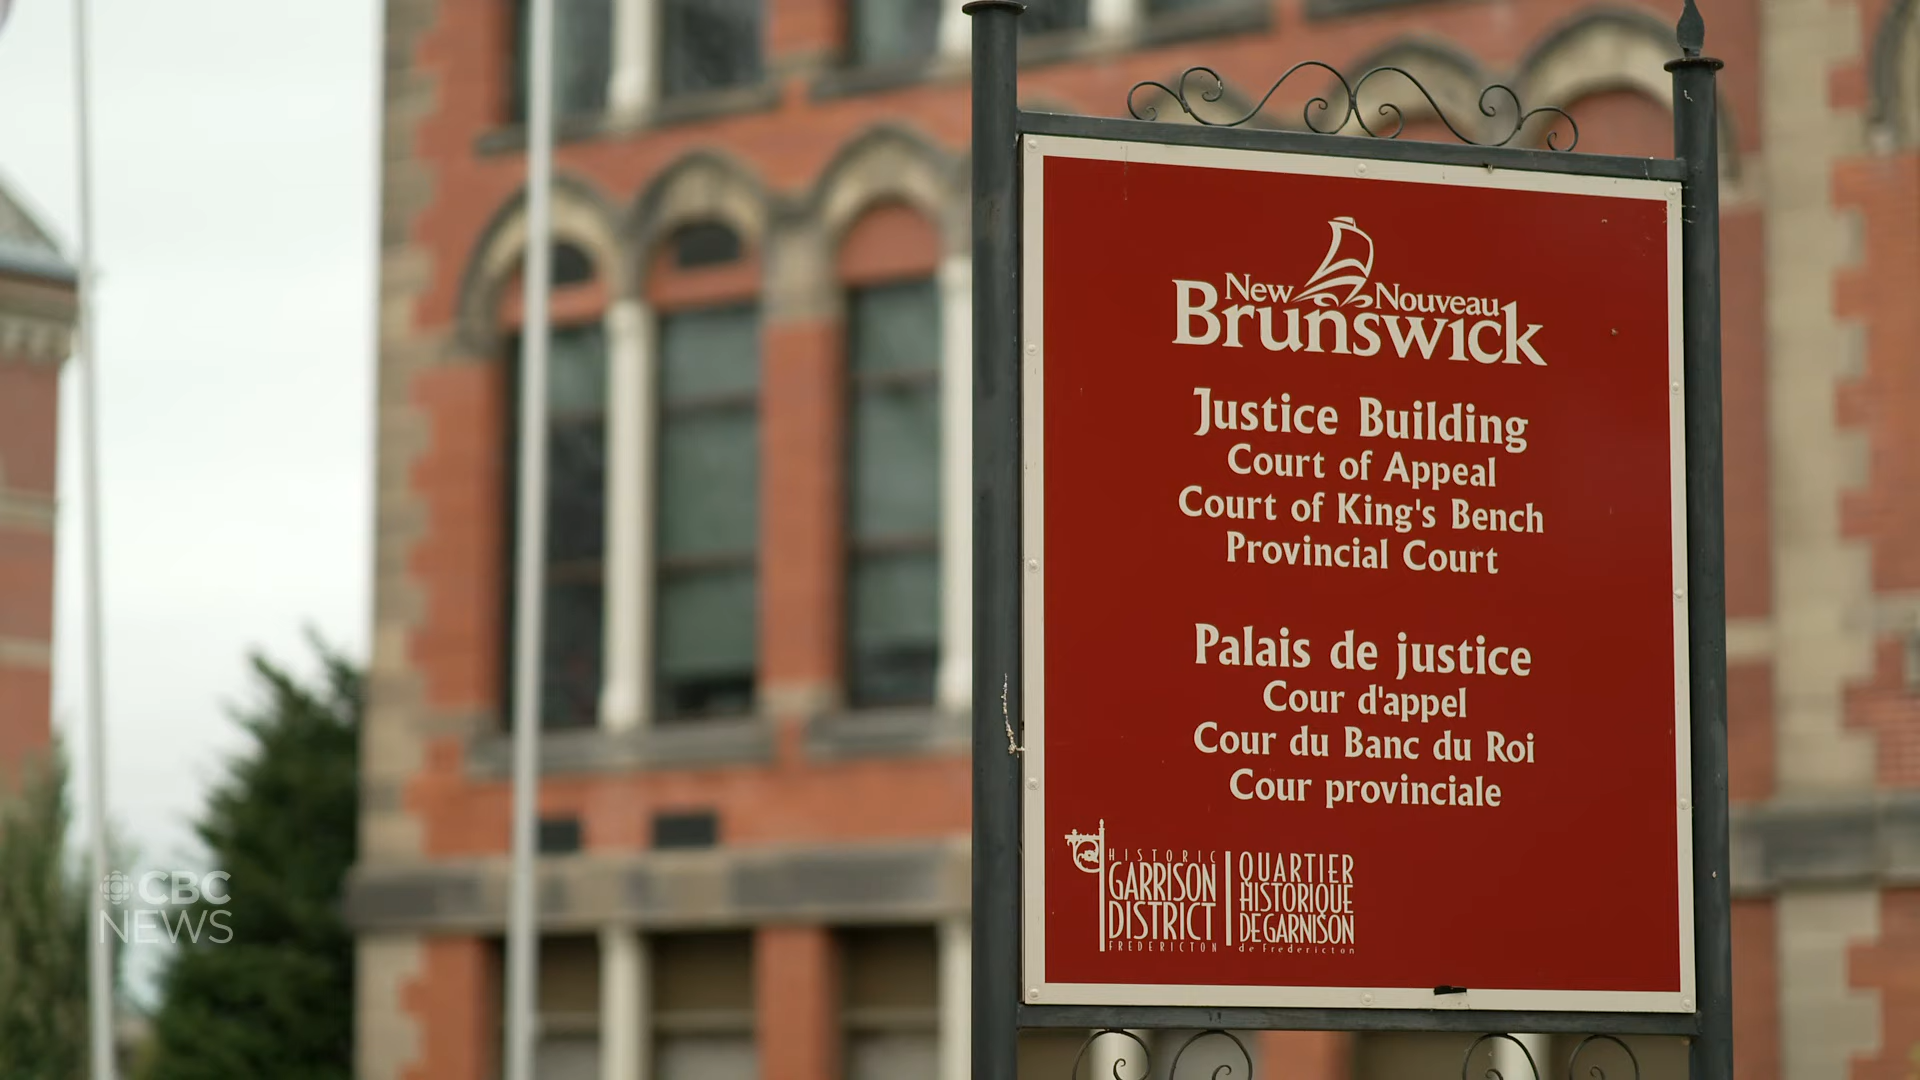 New Nouveau
Brunswick
Justice Building
Court of Appeal
Court of King's Bench
Provincial Court
Palais de justice
Cour d'appel
Cour du Banc du Roi
Cour provinciale
HISTORIC
GARRISON
DISTRICT
FREDERICTON
QUARTIER
HISTORIQUE
DE GARNISON
de Fredericton
CBC
NEWS